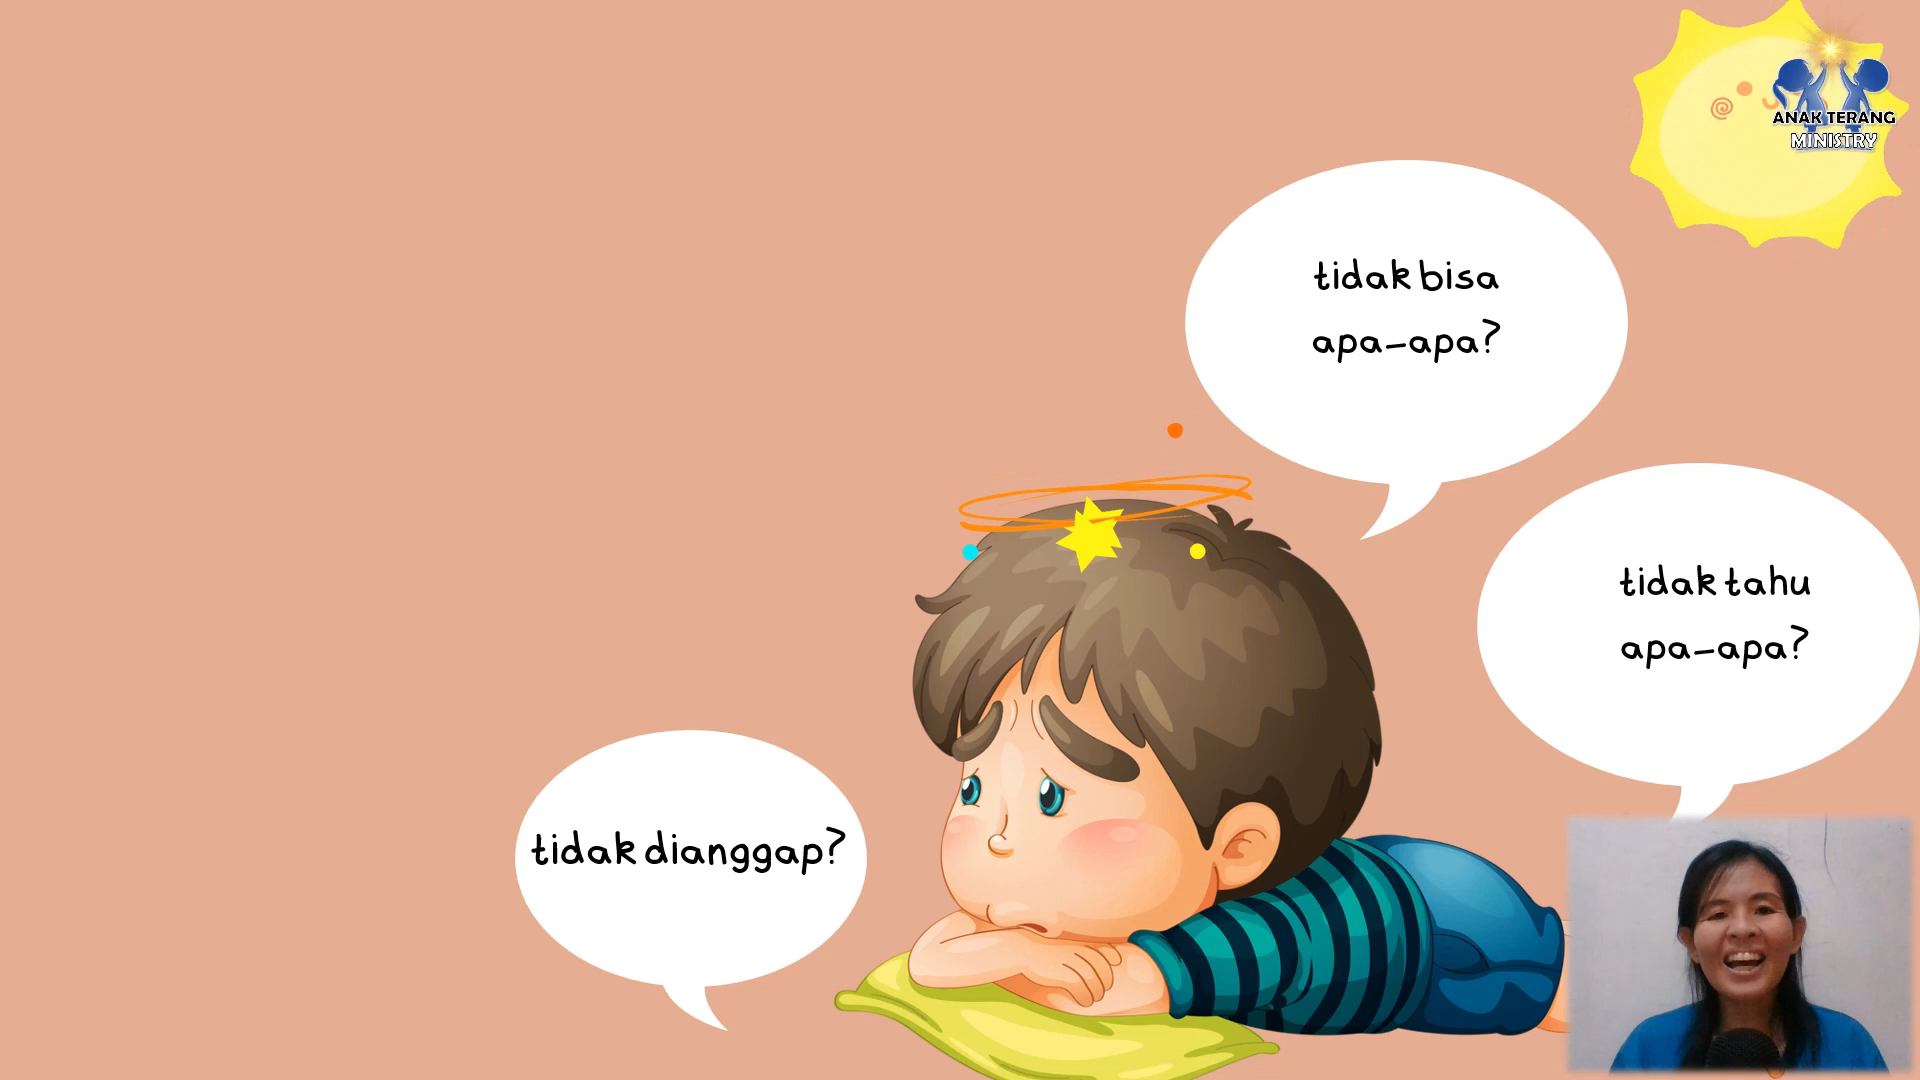 ANAK TERANG
MINISTRY
tidak bisa
apa-apa?
tidak tahu
apa-apa?
tidak dianggap?